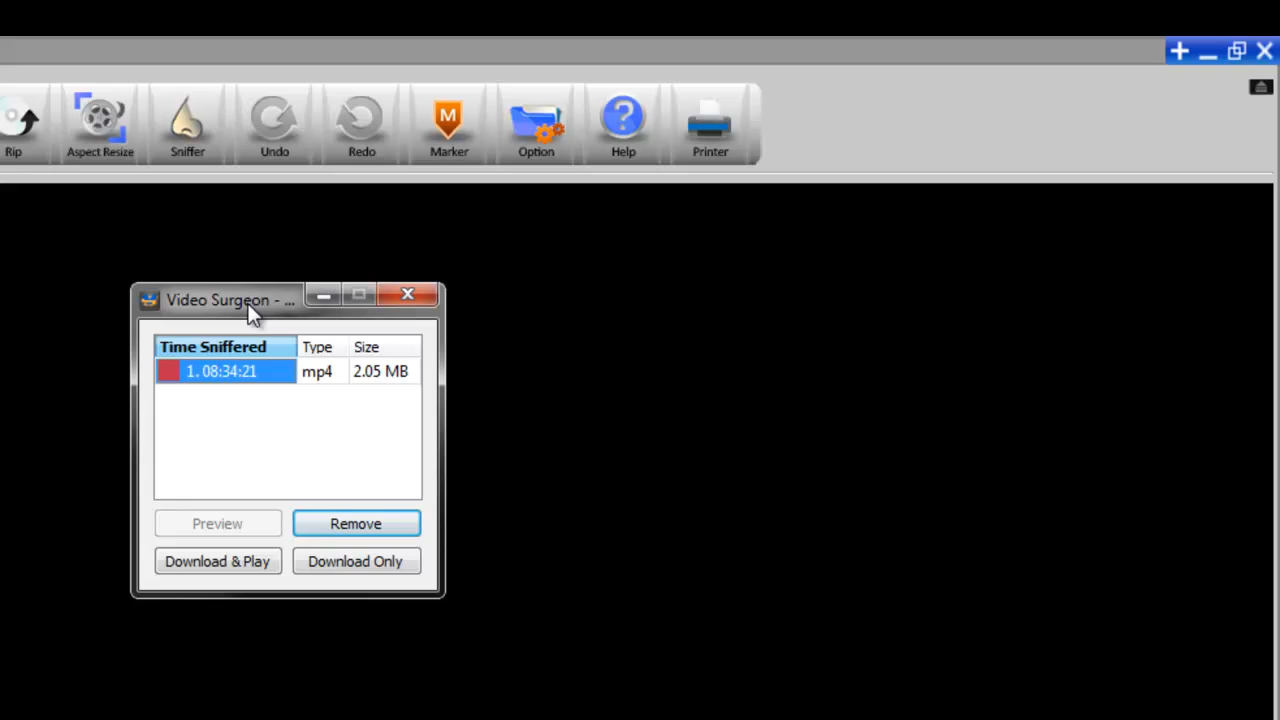 Rip Aspect Resize Sniffer Undo Redo M Marker Option ? Help Printer
Video Surgeon - ...
Time Sniffered Type Size
1. 08:34:21 mp4 2.05 MB
Preview Remove
Download & Play Download Only